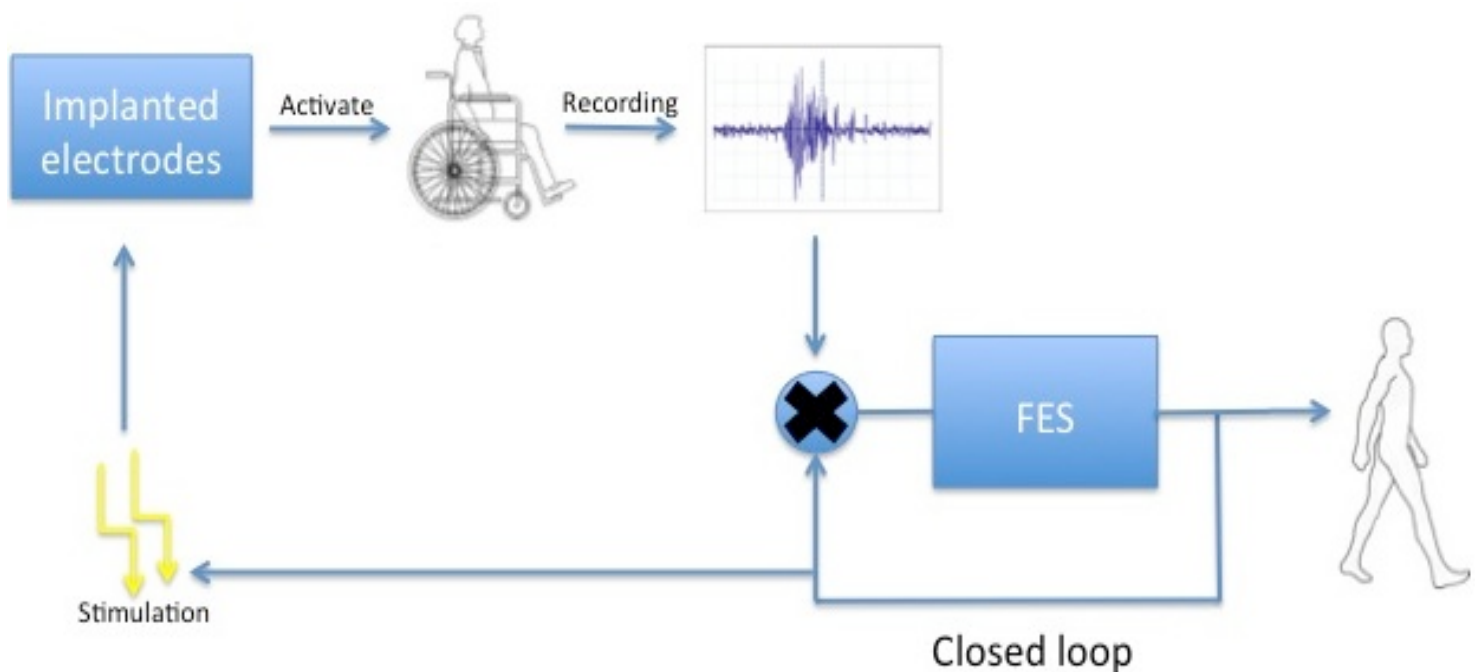 Implanted
electrodes
Activate
Recording
FES
Stimulation
Closed loop